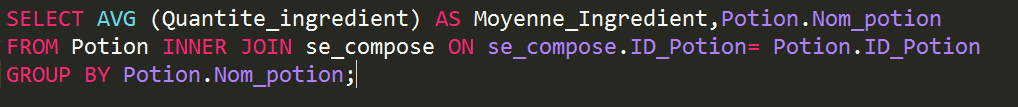 SELECT AVG (Quantite_ingredient) AS Moyenne_Ingredient,Potion.Nom_potion
FROM Potion INNER JOIN se_compose ON se_compose.ID_Potion= Potion.ID_Potion
GROUP BY Potion.Nom_potion;